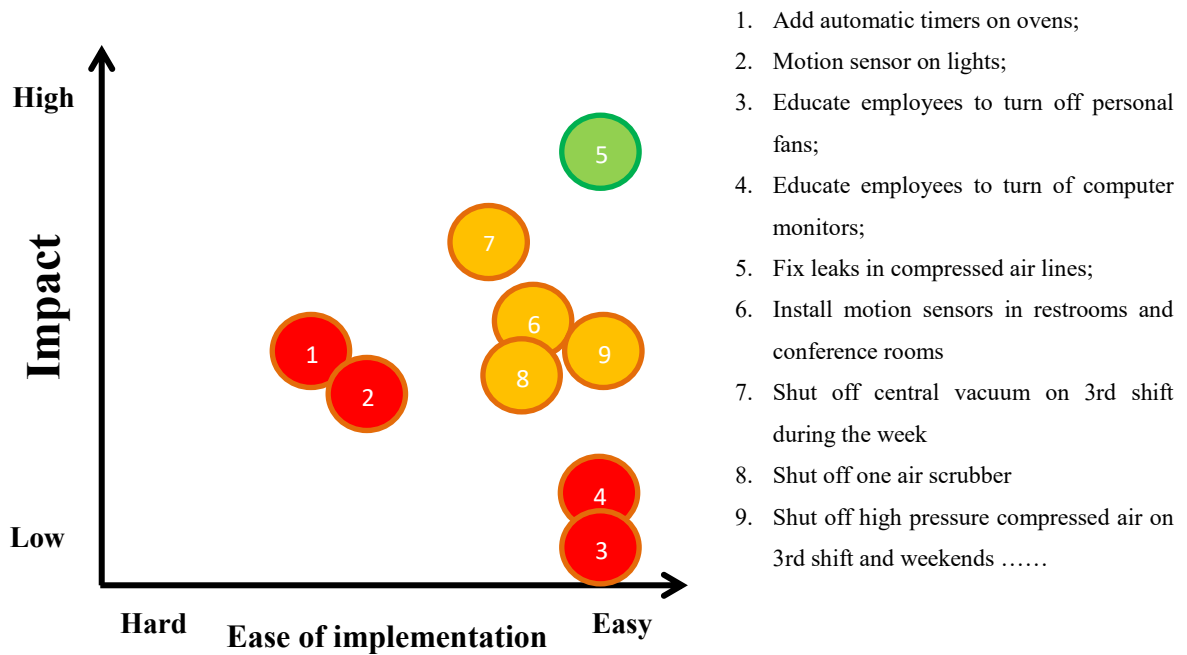 High
Impact
Low
Hard
Ease of implementation
Easy
5
7
6
9
1
8
2
4
3
1. Add automatic timers on ovens;
2. Motion sensor on lights;
3. Educate employees to turn off personal
fans;
4. Educate employees to turn of computer
monitors;
5. Fix leaks in compressed air lines;
6. Install motion sensors in restrooms and
conference rooms
7. Shut off central vacuum on 3rd shift
during the week
8. Shut off one air scrubber
9. Shut off high pressure compressed air on
3rd shift and weekends ……